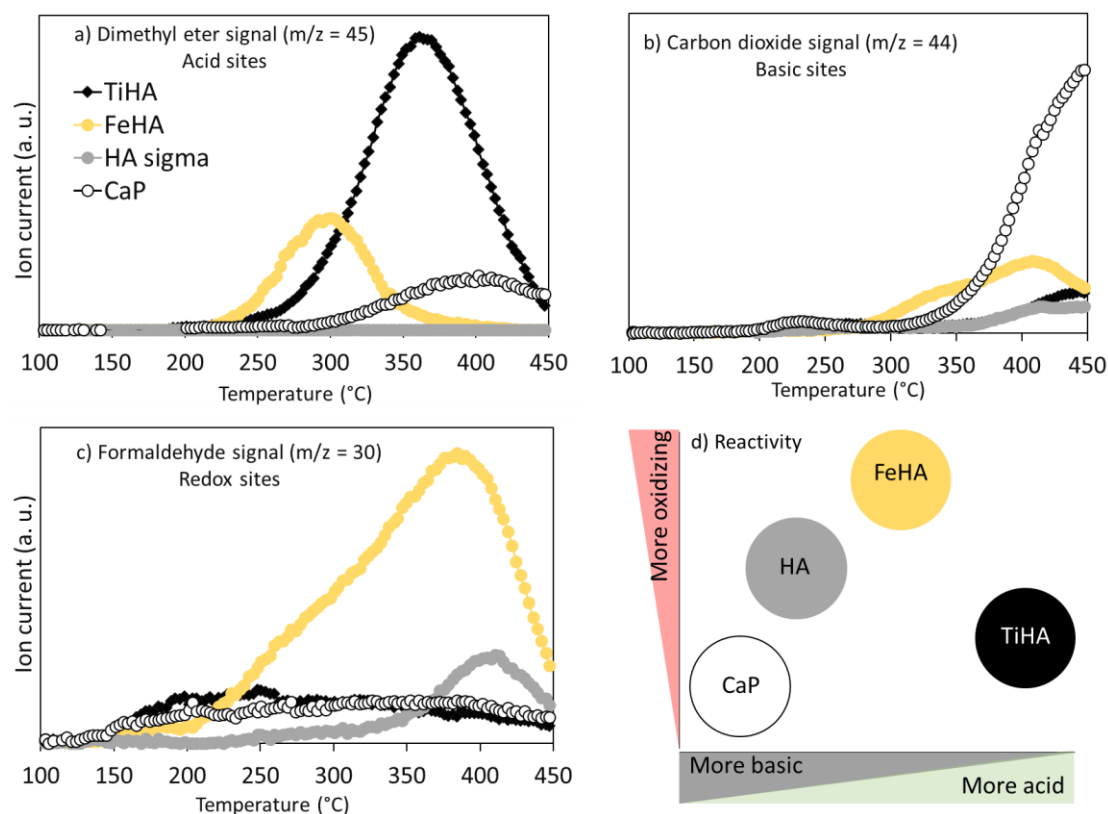 a) Dimethyl eter signal (m/z = 45)
Acid sites
TiHA
FeHA
HA sigma
CaP
Ion current (a. u.)
100 150 200 250 300 350 400 450
Temperature (°C)
b) Carbon dioxide signal (m/z = 44)
Basic sites
100 150 200 250 300 350 400 450
Temperature (°C)
c) Formaldehyde signal (m/z = 30)
Redox sites
Ion current (a. u.)
100 150 200 250 300 350 400 450
Temperature (°C)
d) Reactivity
More oxidizing
FeHA
HA
TiHA
CaP
More basic
More acid